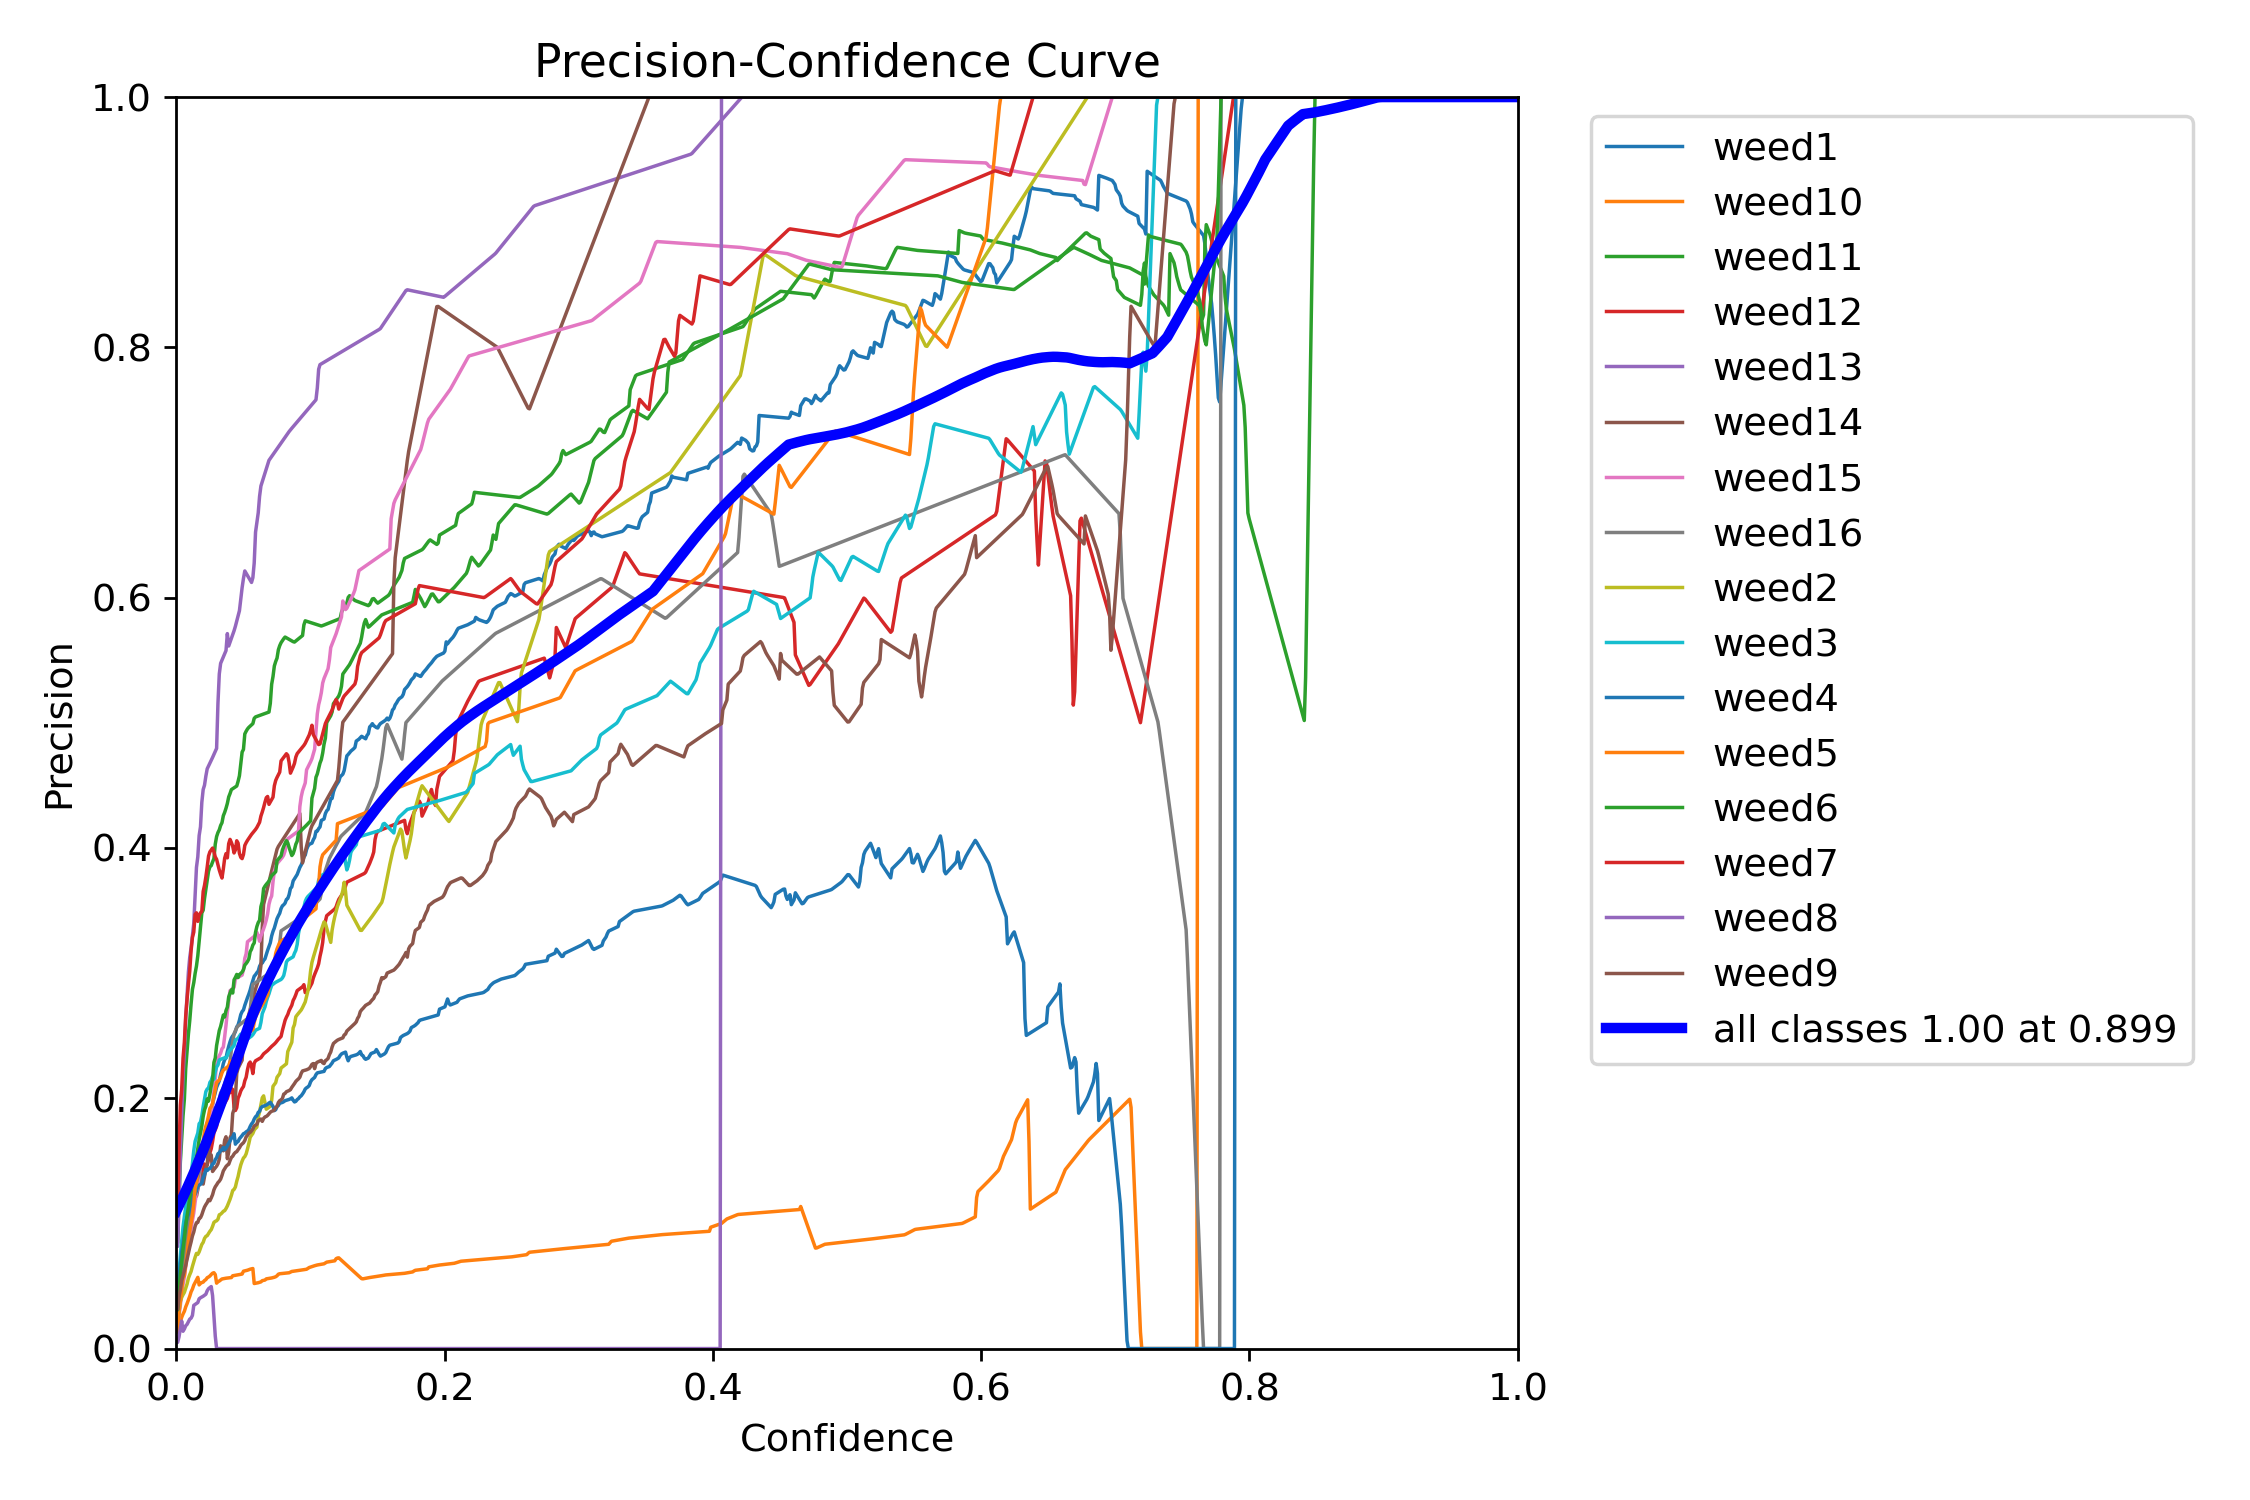 Precision-Confidence Curve
1.0
0.8
0.6
0.4
0.2
0.0
Precision
0.0 0.2 0.4 0.6 0.8 1.0
Confidence
weed1
weed10
weed11
weed12
weed13
weed14
weed15
weed16
weed2
weed3
weed4
weed5
weed6
weed7
weed8
weed9
all classes 1.00 at 0.899